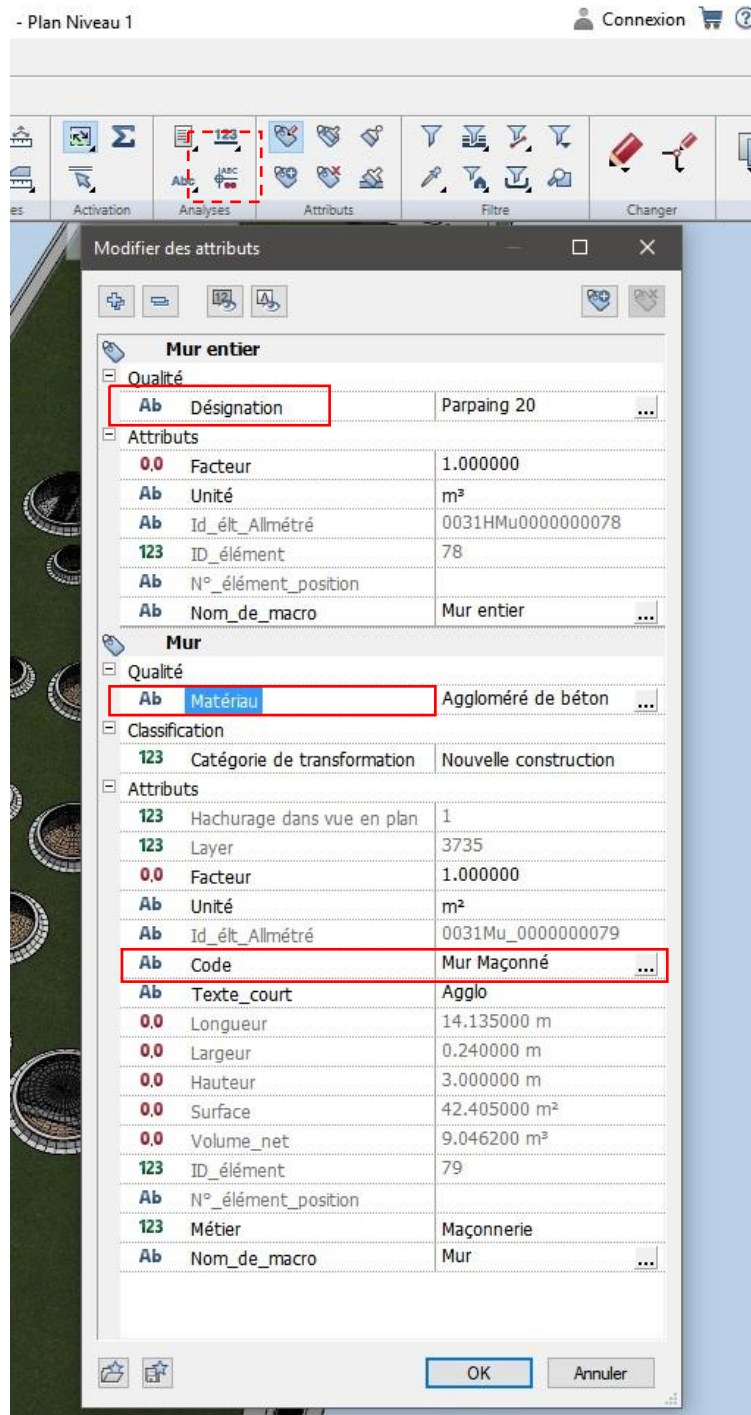 - Plan Niveau 1 Connexion
123
Abc ABC
es Activation Analyses Attributs Filtre Changer
Modifier des attributs
Mur entier
Qualité
Ab Désignation Parpaing 20 ...
Attributs
0,0 Facteur 1.000000
Ab Unité m³
Ab Id_élt_Allmétré 0031HMu0000000078
123 ID_élément 78
Ab N°_élément_position
Ab Nom_de_macro Mur entier ...
Mur
Qualité
Ab Matériau Aggloméré de béton ...
Classification
123 Catégorie de transformation Nouvelle construction
Attributs
123 Hachurage dans vue en plan 1
123 Layer 3735
0,0 Facteur 1.000000
Ab Unité m²
Ab Id_élt_Allmétré 0031Mu_0000000079
Ab Code Mur Maçonné ...
Ab Texte_court Agglo
0,0 Longueur 14.135000 m
0,0 Largeur 0.240000 m
0,0 Hauteur 3.000000 m
0,0 Surface 42.405000 m²
0,0 Volume_net 9.046200 m³
123 ID_élément 79
Ab N°_élément_position
123 Métier Maçonnerie
Ab Nom_de_macro Mur ...
OK Annuler